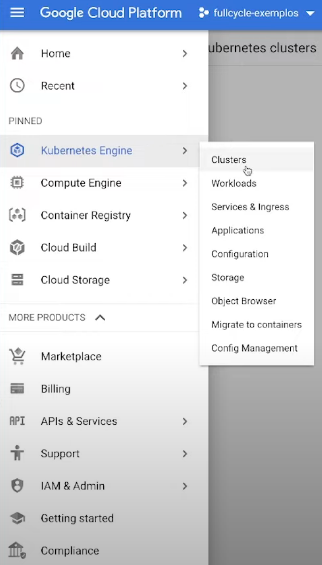 Google Cloud Platform
fullcycle-exemplos
ubernetes clusters
Home
Recent
PINNED
Kubernetes Engine
Compute Engine
Container Registry
Cloud Build
Cloud Storage
MORE PRODUCTS
Marketplace
Billing
API APIs & Services
Support
IAM & Admin
Getting started
Compliance
Clusters
Workloads
Services & Ingress
Applications
Configuration
Storage
Object Browser
Migrate to containers
Config Management